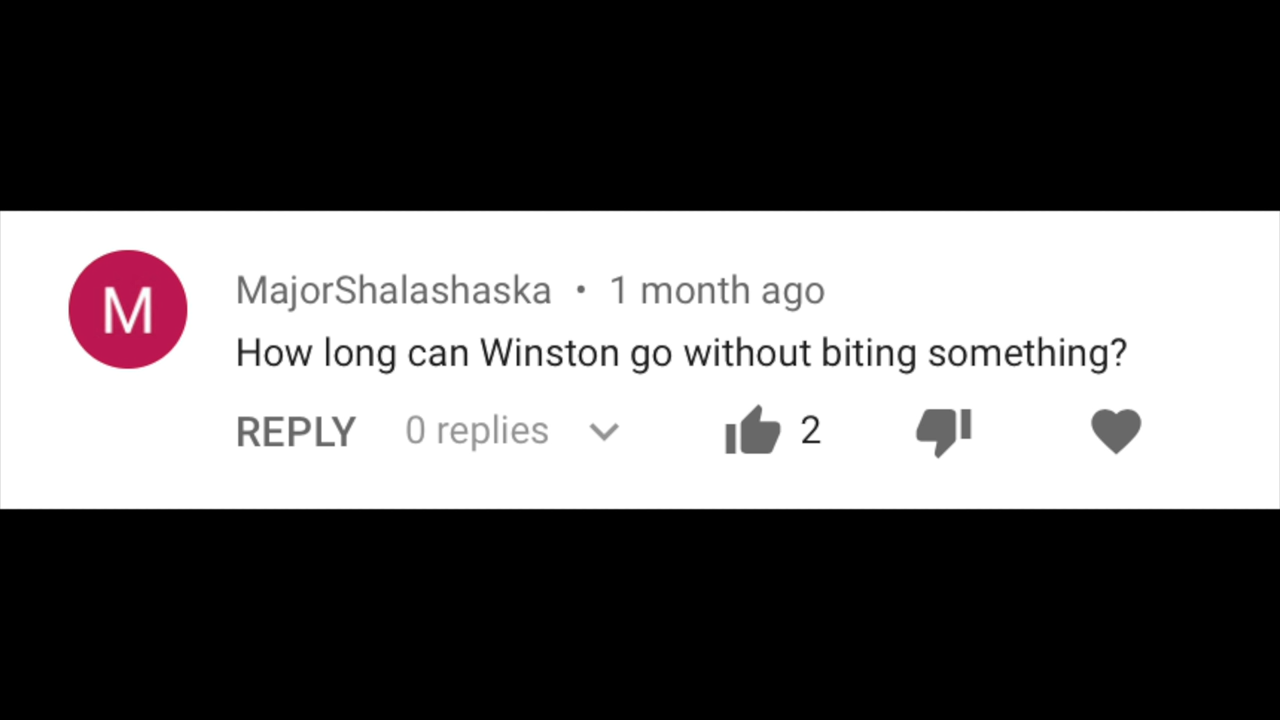 M
MajorShalashaska • 1 month ago
How long can Winston go without biting something?
REPLY 0 replies 2